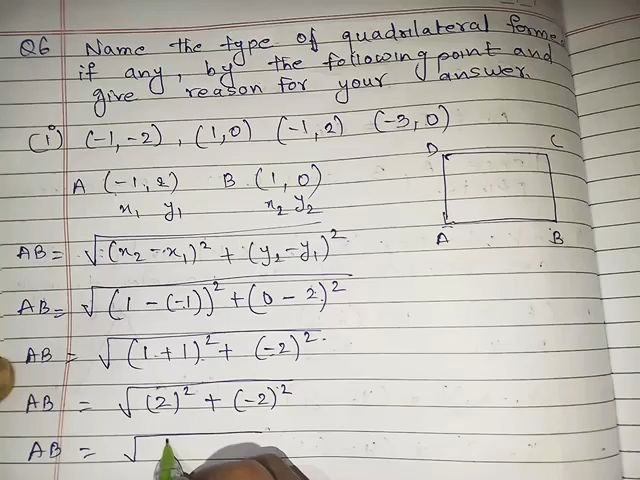 Q6 Name the type of quadrilateral forme
if any, by the following point and
give reason for your answer
(i) (-1,-2), (1,0) (-1,2) (-3,0)
D C
A (-1,2) B (1,0)
x₁ y₁ x₂ y₂
A B
AB = √(x₂-x₁)² + (y₂-y₁)²
AB = √(1-(-1))² + (0-2)²
AB = √(1+1)² + (-2)²
AB = √(2)² + (-2)²
AB = √